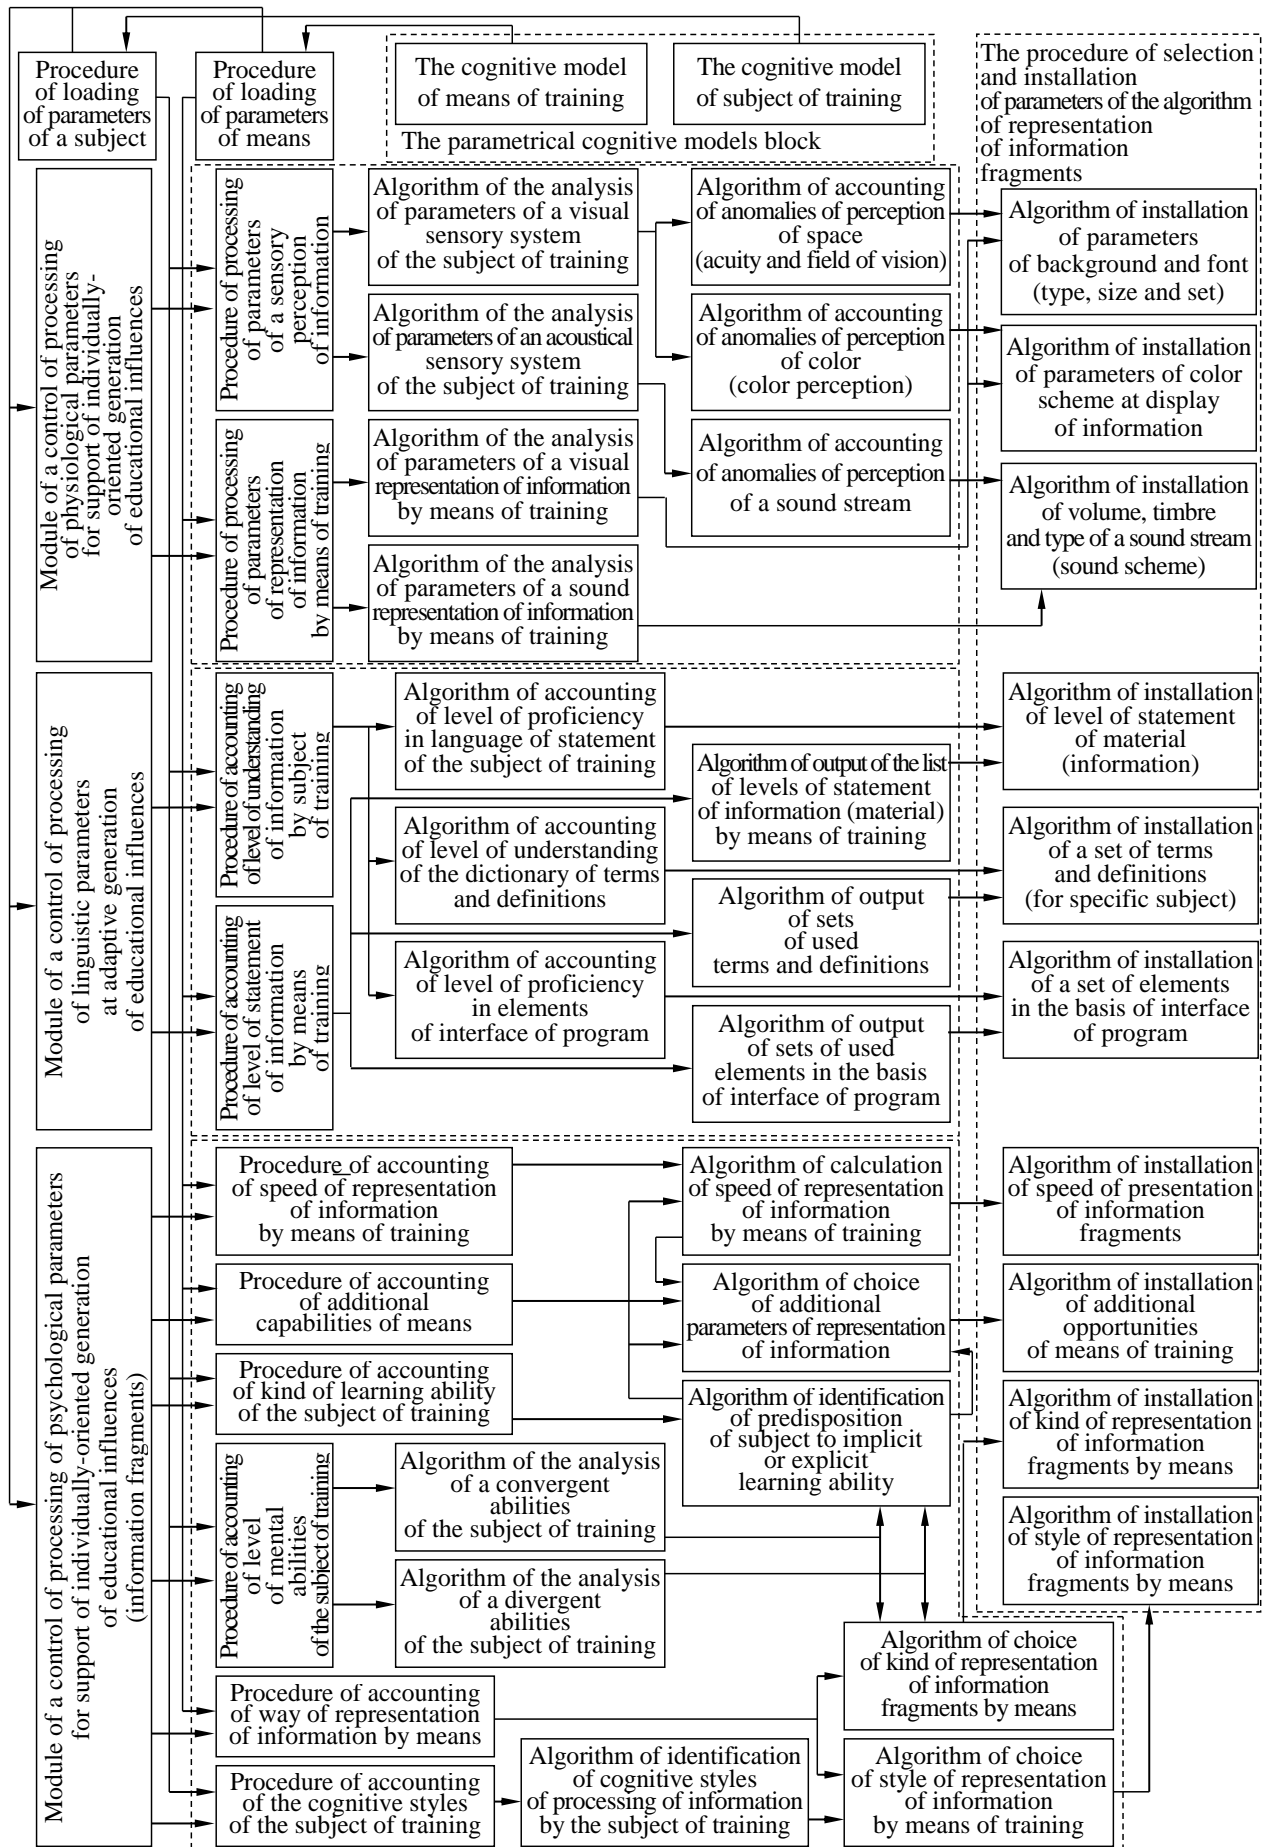 Procedure
of loading
of parameters
of a subject
Procedure
of loading
of parameters
of means
The cognitive model
of means of training
The cognitive model
of subject of training
The parametrical cognitive models block
The procedure of selection
and installation
of parameters of the algorithm
of representation
of information
fragments
Module of a control of processing
of physiological parameters
for support of individually-
oriented generation
of educational influences
Procedure of processing
of parameters
of a sensory
perception
of information
Algorithm of the analysis
of parameters of a visual
sensory system
of the subject of training
Algorithm of accounting
of anomalies of perception
of space
(acuity and field of vision)
Algorithm of installation
of parameters
of background and font
(type, size and set)
Algorithm of the analysis
of parameters of an acoustical
sensory system
of the subject of training
Algorithm of accounting
of anomalies of perception
of color
(color perception)
Algorithm of installation
of parameters of color
scheme at display
of information
Procedure of processing
of parameters
of representation
of information
by means of training
Algorithm of the analysis
of parameters of a visual
representation of information
by means of training
Algorithm of accounting
of anomalies of perception
of a sound stream
Algorithm of installation
of volume, timbre
and type of a sound stream
(sound scheme)
Algorithm of the analysis
of parameters of a sound
representation of information
by means of training
Module of a control of processing
of linguistic parameters
at adaptive generation
of educational influences
Procedure of accounting
of level of understanding
of information
by subject
of training
Algorithm of accounting
of level of proficiency
in language of statement
of the subject of training
Algorithm of installation
of level of statement
of material
(information)
Algorithm of output of the list
of levels of statement
of information (material)
by means of training
Algorithm of accounting
of level of understanding
of the dictionary of terms
and definitions
Algorithm of installation
of a set of terms
and definitions
(for specific subject)
Algorithm of output
of sets
of used
terms and definitions
Procedure of accounting
of level of statement
of information
by means
of training
Algorithm of accounting
of level of proficiency
in elements
of interface of program
Algorithm of installation
of a set of elements
in the basis of interface
of program
Algorithm of output
of sets of used
elements in the basis
of interface of program
Module of a control of processing of psychological parameters
for support of individually-oriented generation
of educational influences
(information fragments)
Procedure of accounting
of speed of representation
of information
by means of training
Algorithm of calculation
of speed of representation
of information
by means of training
Algorithm of installation
of speed of presentation
of information
fragments
Procedure of accounting
of additional
capabilities of means
Algorithm of choice
of additional
parameters of representation
of information
Algorithm of installation
of additional
opportunities
of means of training
Procedure of accounting
of kind of learning ability
of the subject of training
Algorithm of identification
of predisposition
of subject to implicit
or explicit
learning ability
Algorithm of installation
of kind of representation
of information
fragments by means
Procedure of accounting
of level
of mental
abilities
of the subject of training
Algorithm of the analysis
of a convergent
abilities
of the subject of training
Algorithm of installation
of style of representation
of information
fragments by means
Algorithm of the analysis
of a divergent
abilities
of the subject of training
Algorithm of choice
of kind of representation
of information
fragments by means
Procedure of accounting
of way of representation
of information by means
Procedure of accounting
of the cognitive styles
of the subject of training
Algorithm of identification
of cognitive styles
of processing of information
by the subject of training
Algorithm of choice
of style of representation
of information
by means of training